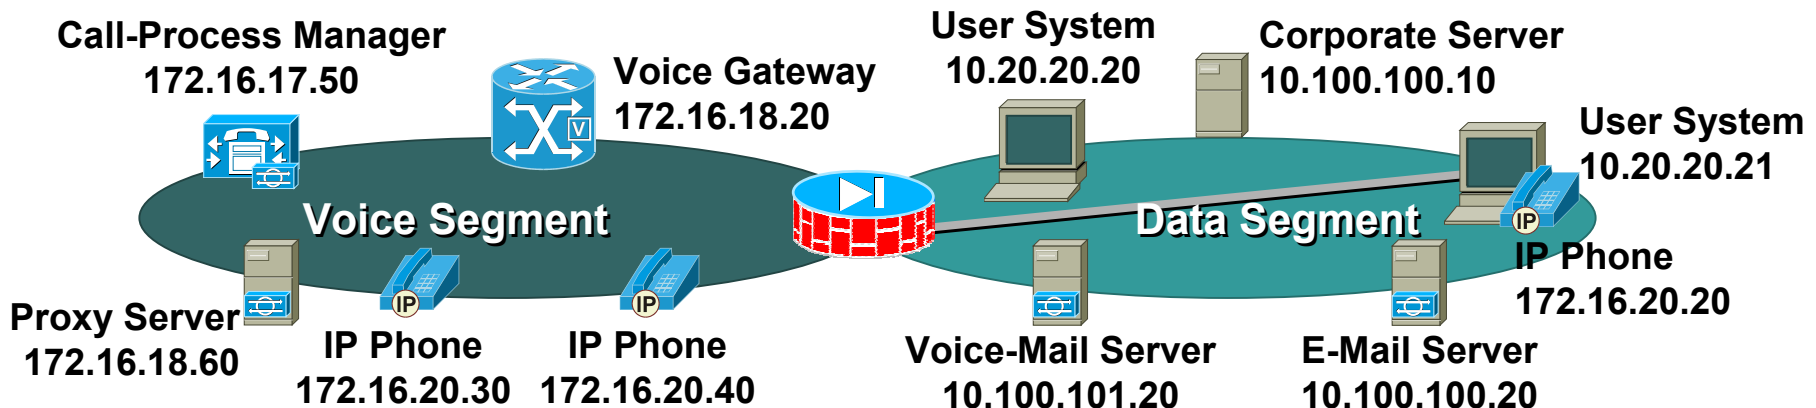 Call-Process Manager
172.16.17.50
Voice Gateway
172.16.18.20
V
User System
10.20.20.20
Corporate Server
10.100.100.10
User System
10.20.20.21
Voice Segment
Data Segment
IP
IP Phone
172.16.20.20
Proxy Server
172.16.18.60
IP
IP Phone
172.16.20.30
IP
IP Phone
172.16.20.40
Voice-Mail Server
10.100.101.20
E-Mail Server
10.100.100.20